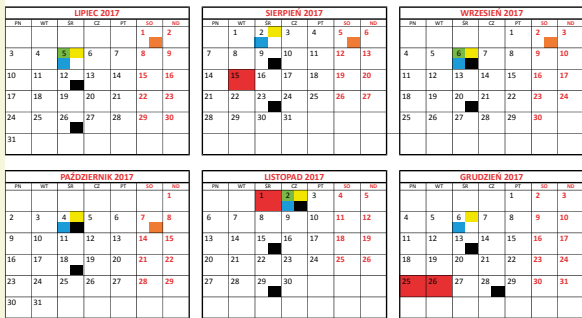 LIPIEC 2017
PN WT ŚR CZ PT SO ND
1 2
3 4 5 6 7 8 9
10 11 12 13 14 15 16
17 18 19 20 21 22 23
24 25 26 27 28 29 30
31
SIERPIEŃ 2017
PN WT ŚR CZ PT SO ND
1 2 3 4 5 6
7 8 9 10 11 12 13
14 15 16 17 18 19 20
21 22 23 24 25 26 27
28 29 30 31
WRZESIEŃ 2017
PN WT ŚR CZ PT SO ND
1 2 3
4 5 6 7 8 9 10
11 12 13 14 15 16 17
18 19 20 21 22 23 24
25 26 27 28 29 30
PAŹDZIERNIK 2017
PN WT ŚR CZ PT SO ND
1
2 3 4 5 6 7 8
9 10 11 12 13 14 15
16 17 18 19 20 21 22
23 24 25 26 27 28 29
30 31
LISTOPAD 2017
PN WT ŚR CZ PT SO ND
1 2 3 4 5
6 7 8 9 10 11 12
13 14 15 16 17 18 19
20 21 22 23 24 25 26
27 28 29 30
GRUDZIEŃ 2017
PN WT ŚR CZ PT SO ND
1 2 3
4 5 6 7 8 9 10
11 12 13 14 15 16 17
18 19 20 21 22 23 24
25 26 27 28 29 30 31